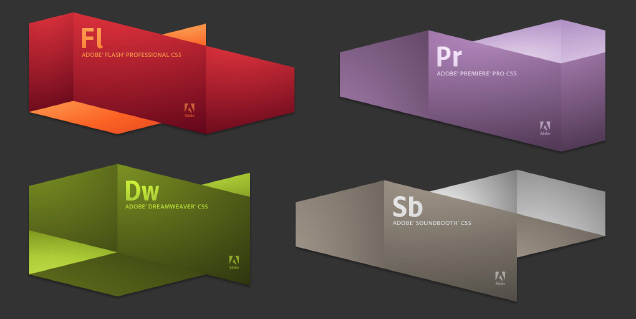 Fl
ADOBE® FLASH® PROFESSIONAL CS5
Adobe
Pr
ADOBE® PREMIERE® PRO CS5
Adobe
Dw
ADOBE® DREAMWEAVER® CS5
Adobe
Sb
ADOBE® SOUNDBOOTH® CS5
Adobe